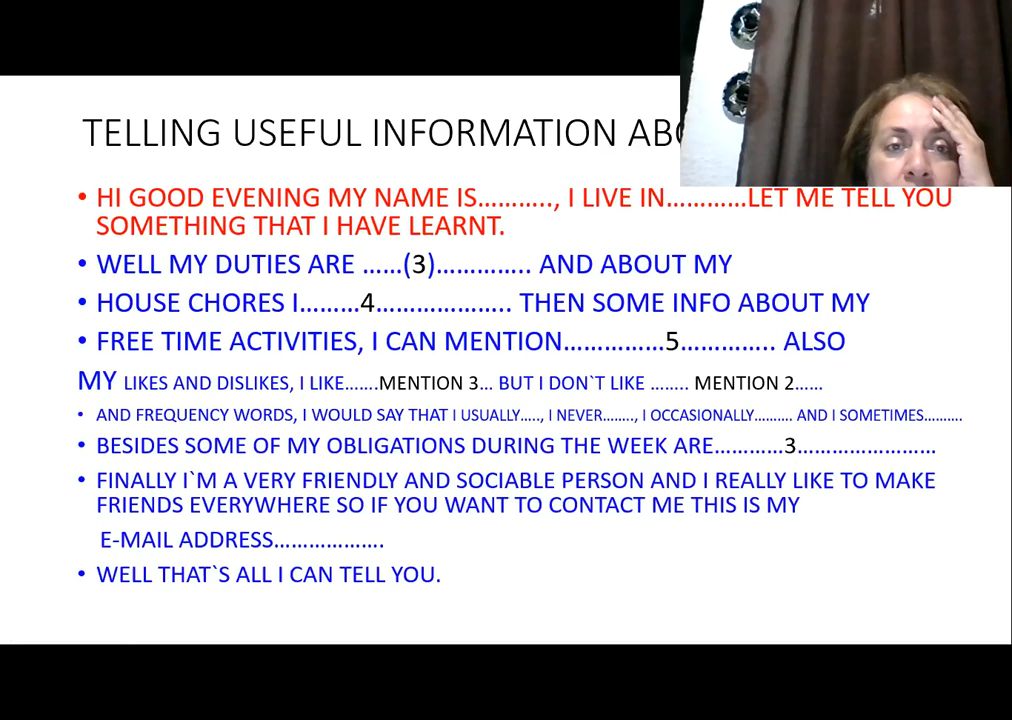 TELLING USEFUL INFORMATION
• HI GOOD EVENING MY NAME IS……….., I LIVE IN…………LET ME TELL YOU
SOMETHING THAT I HAVE LEARNT.
• WELL MY DUTIES ARE ……(3)………….. AND ABOUT MY
• HOUSE CHORES I………4……………….. THEN SOME INFO ABOUT MY
• FREE TIME ACTIVITIES, I CAN MENTION……………5………….. ALSO
MY LIKES AND DISLIKES, I LIKE…….MENTION 3… BUT I DON`T LIKE …….. MENTION 2……
• AND FREQUENCY WORDS, I WOULD SAY THAT I USUALLY….., I NEVER…….., I OCCASIONALLY………. AND I SOMETIMES……….
• BESIDES SOME OF MY OBLIGATIONS DURING THE WEEK ARE…………3……………………
• FINALLY I`M A VERY FRIENDLY AND SOCIABLE PERSON AND I REALLY LIKE TO MAKE
FRIENDS EVERYWHERE SO IF YOU WANT TO CONTACT ME THIS IS MY
E-MAIL ADDRESS……………….
• WELL THAT`S ALL I CAN TELL YOU.